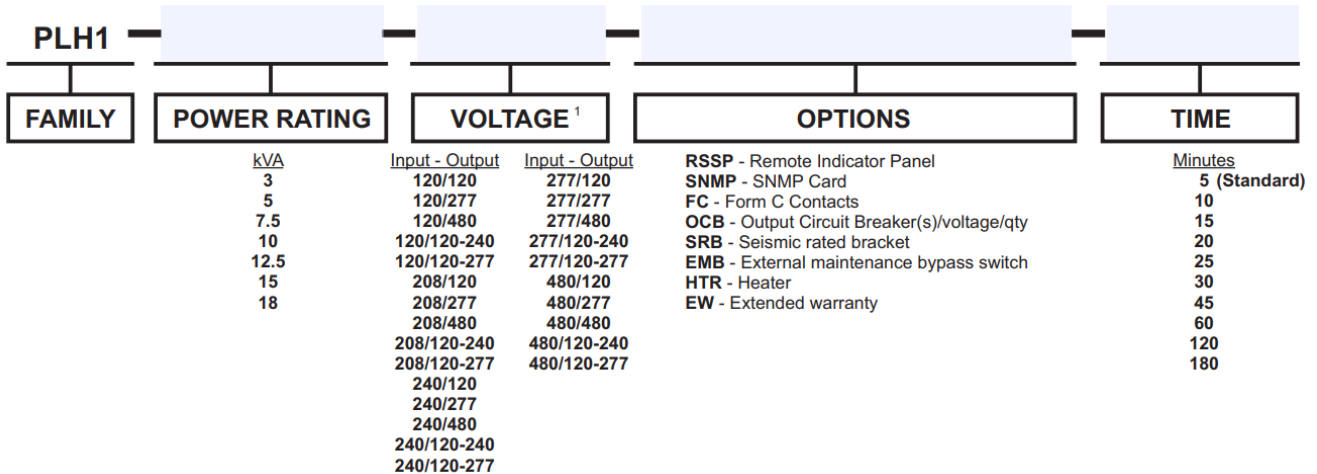 PLH1
FAMILY POWER RATING VOLTAGE 1 OPTIONS TIME
kVA Input - Output Input - Output RSSP - Remote Indicator Panel Minutes
3 120/120 277/120 SNMP - SNMP Card 5 (Standard)
5 120/277 277/277 FC - Form C Contacts 10
7.5 120/480 277/480 OCB - Output Circuit Breaker(s)/voltage/qty 15
10 120/120-240 277/120-240 SRB - Seismic rated bracket 20
12.5 120/120-277 277/120-277 EMB - External maintenance bypass switch 25
15 208/120 480/120 HTR - Heater 30
18 208/277 480/277 EW - Extended warranty 45
208/480 480/480 60
208/120-240 480/120-240 120
208/120-277 480/120-277 180
240/120
240/277
240/480
240/120-240
240/120-277